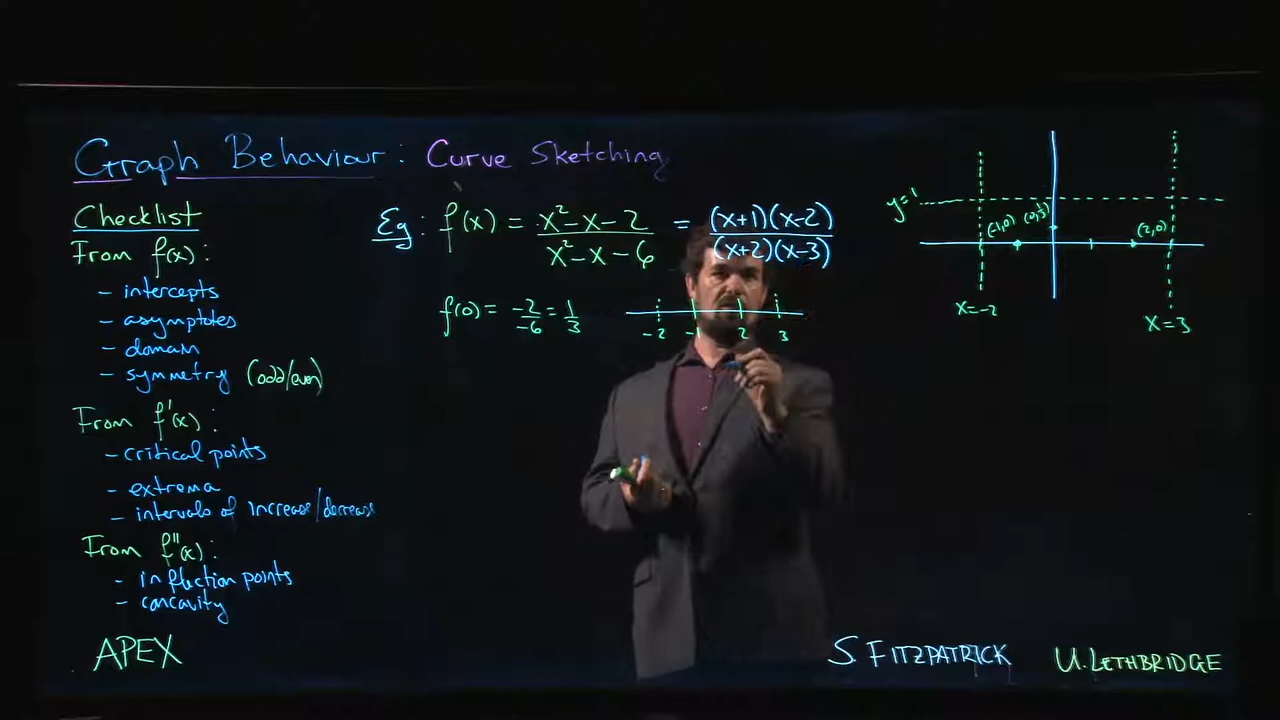 Graph Behaviour: Curve Sketching
Checklist
From f(x):
- intercepts
- asymptotes
- domain
- symmetry (odd/even)
From f'(x):
- critical points
- extrema
- intervals of increase/decrease
From f"(x):
- inflection points
- concavity
APEX
Eg: f(x) = x²-x-2 / x²-x-6 = (x+1)(x-2) / (x+2)(x-3)
f(0) = -2/-6 = 1/3
-2 -1 2 3
y=1
(-1,0) (0,1/3) (2,0)
x=-2 x=3
S. FITZPATRICK U. LETHBRIDGE